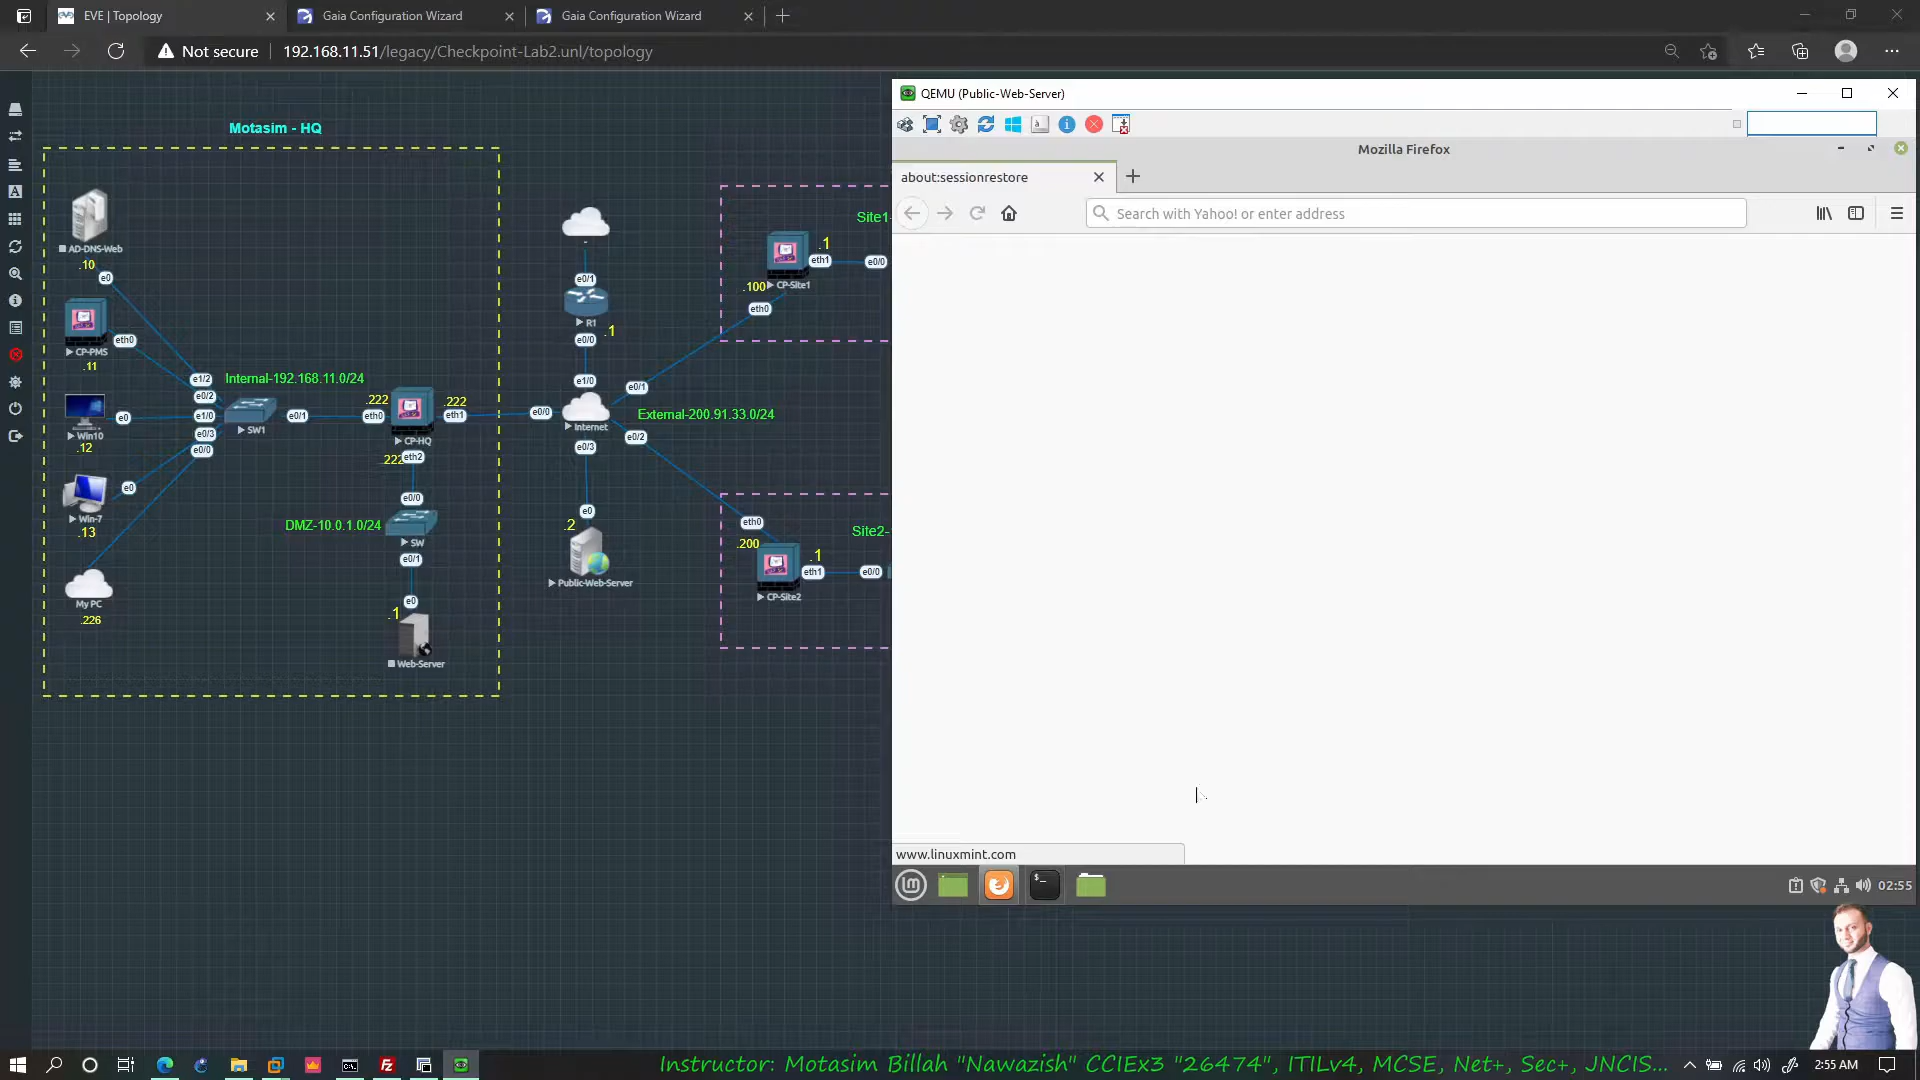 EVE | Topology
Gaia Configuration Wizard
Gaia Configuration Wizard
Not secure
192.168.11.51/legacy/Checkpoint-Lab2.unl/topology
Motasim - HQ
AD-DNS-Web
.10
e0
CP-PMS
eth0
.11
Internal-192.168.11.0/24
e1/2
e0/2
e1/0
e0/3
e0/0
Win10
e0
.12
SW1
e0/1
.222
eth0
CP-HQ
.222
eth1
.222
eth2
Win-7
e0
.13
e0/0
DMZ-10.0.1.0/24
SW
e0/1
My PC
.226
e0
.1
Web-Server
e0/1
R1
.1
e0/0
e1/0
e0/1
e0/0
Internet
External-200.91.33.0/24
e0/2
e0/3
e0
.2
Public-Web-Server
Site1-
.1
eth1
e0/0
.100
CP-Site1
eth0
Site2-
eth0
.200
.1
eth1
e0/0
CP-Site2
QEMU (Public-Web-Server)
Mozilla Firefox
about:sessionrestore
Search with Yahoo! or enter address
www.linuxmint.com
02:55
Instructor: Motasim Billah "Nawazish" CCIEx3 "26474", ITILv4, MCSE, Net+, Sec+, JNCIS...
2:55 AM